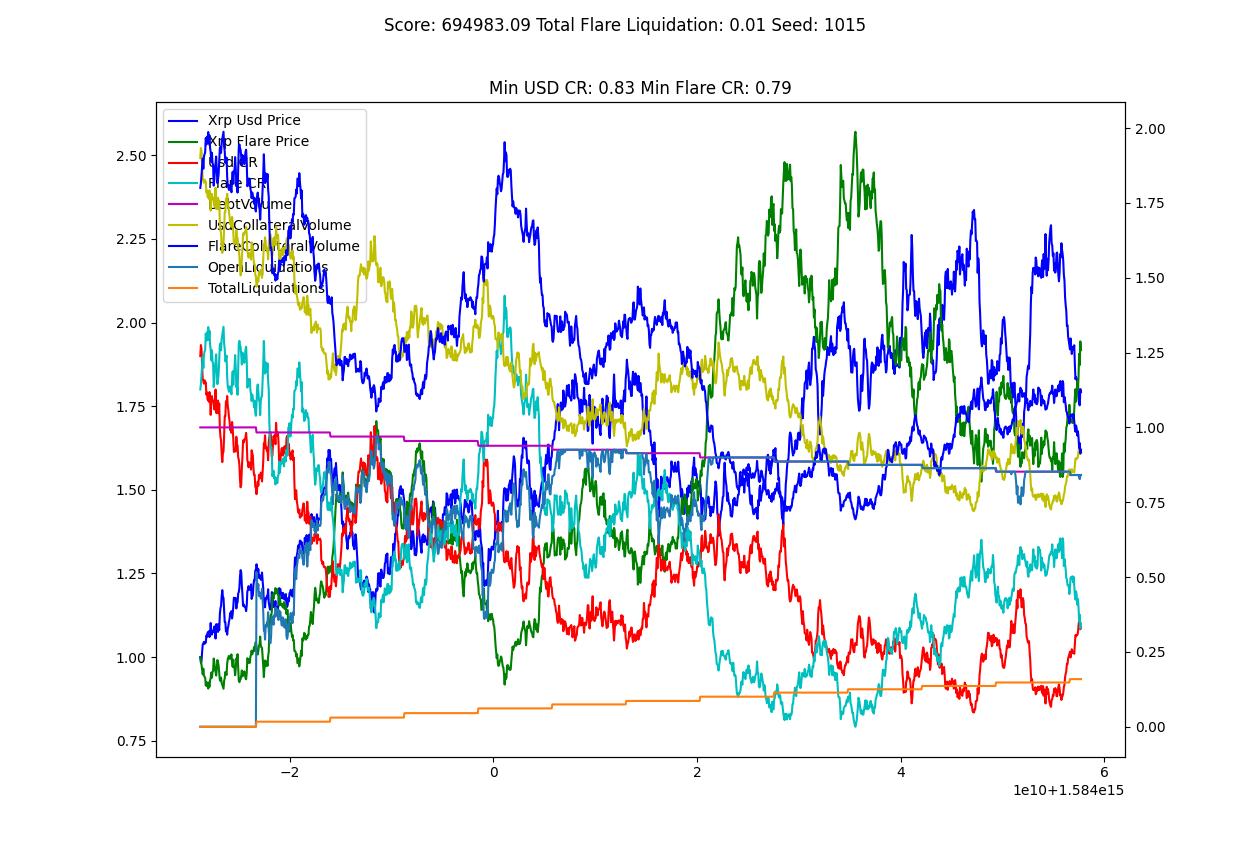 Score: 694983.09 Total Flare Liquidation: 0.01 Seed: 1015
Min USD CR: 0.83 Min Flare CR: 0.79
Xrp Usd Price
Xrp Flare Price
Usd CR
Flare CR
DebtVolume
UsdCollateralVolume
FlareCollateralVolume
OpenLiquidations
TotalLiquidations
2.50
2.25
2.00
1.75
1.50
1.25
1.00
0.75
2.00
1.75
1.50
1.25
1.00
0.75
0.50
0.25
0.00
−2
0
2
4
6
1e10+1.584e15